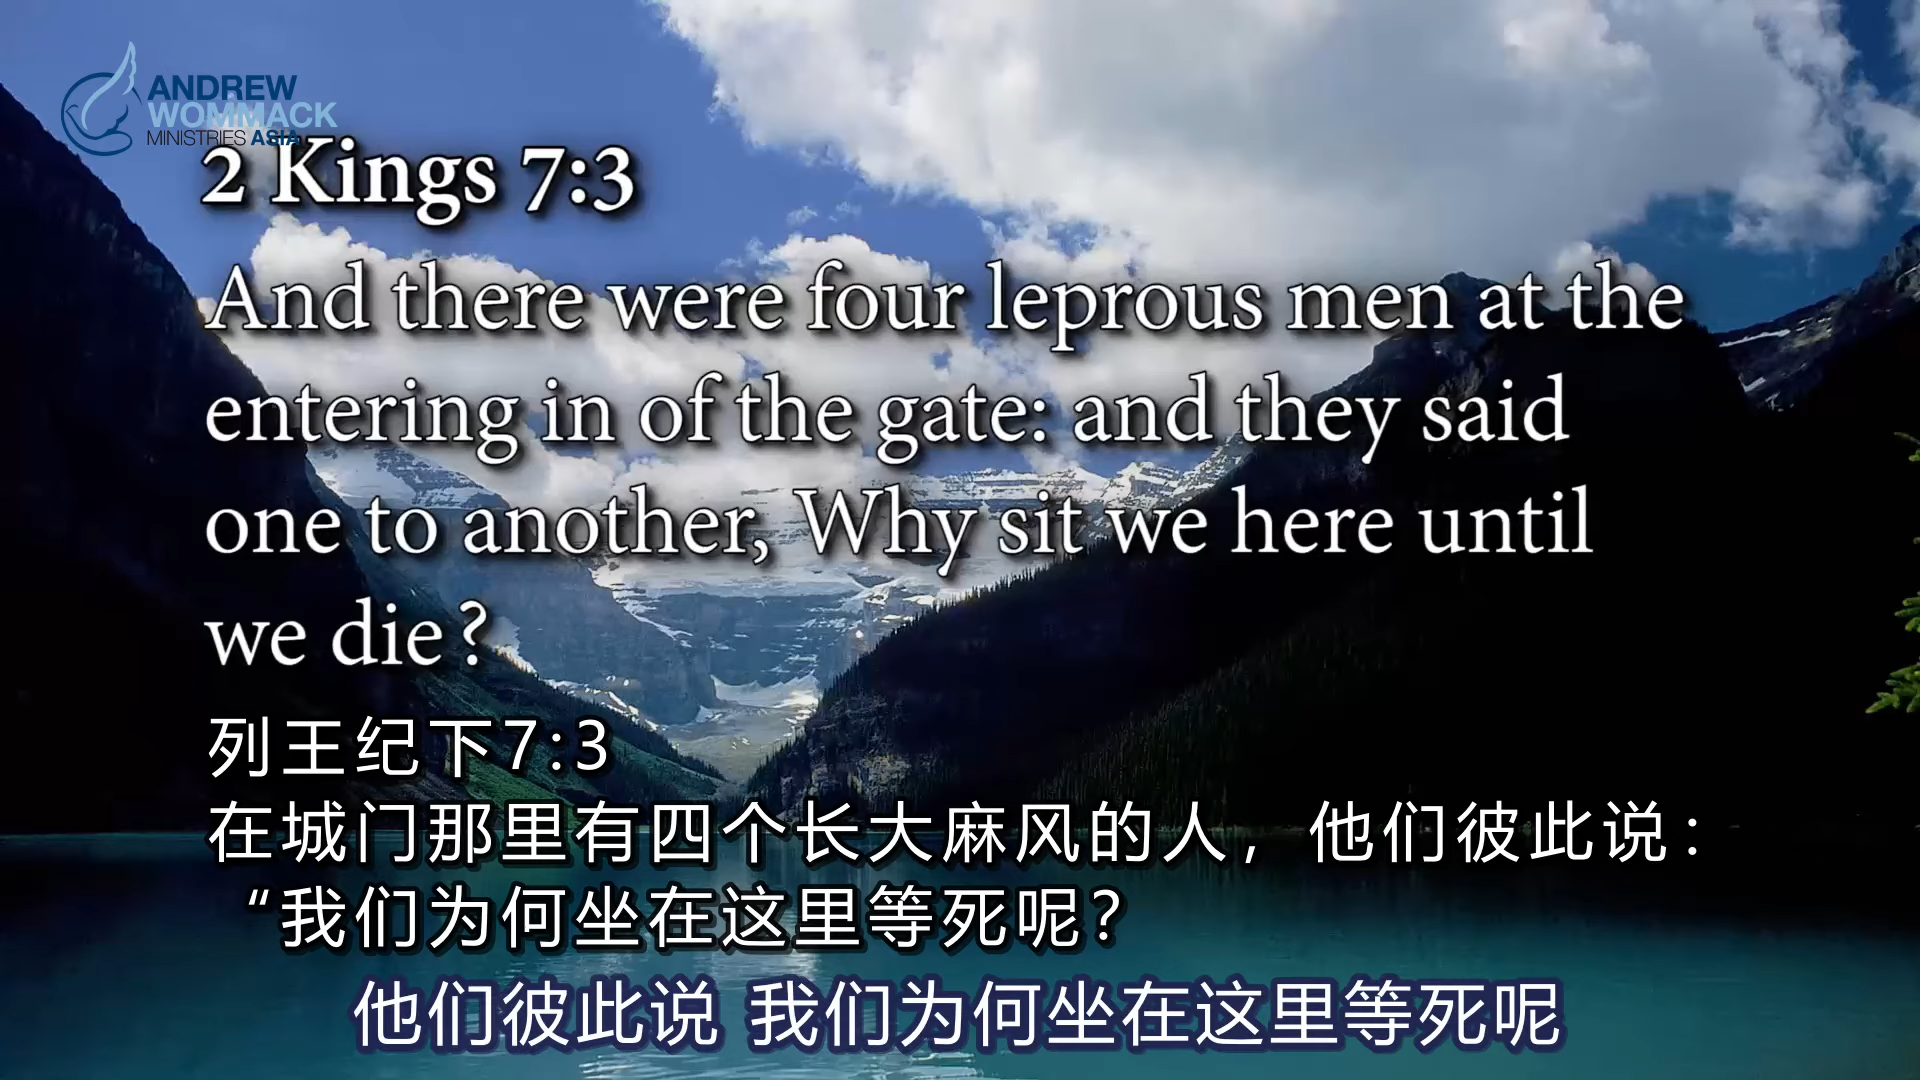 ANDREW
WOMMACK
MINISTRIES ASIA
2 Kings 7:3
And there were four leprous men at the
entering in of the gate: and they said
one to another, Why sit we here until
we die?
列王纪下7:3
在城门那里有四个长大麻风的人，他们彼此说：
“我们为何坐在这里等死呢？
他们彼此说 我们为何坐在这里等死呢